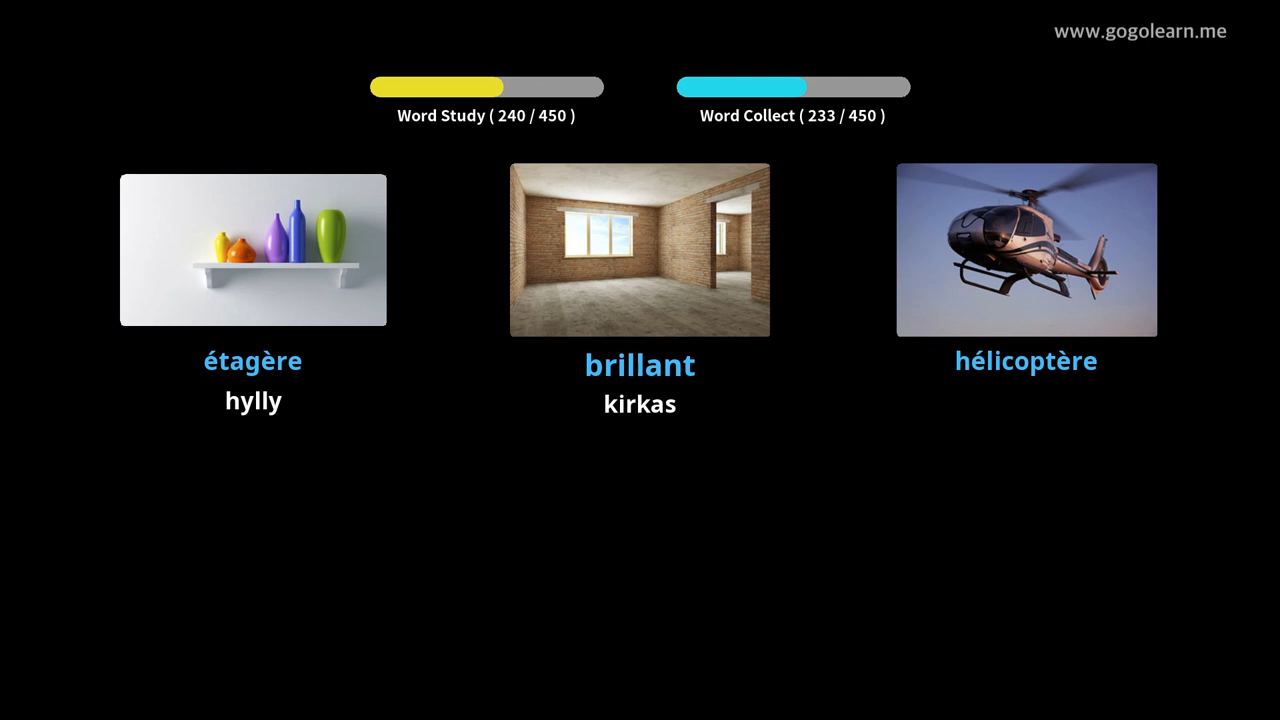 www.gogolearn.me
Word Study ( 240 / 450 )
Word Collect ( 233 / 450 )
étagère
hylly
brillant
kirkas
hélicoptère